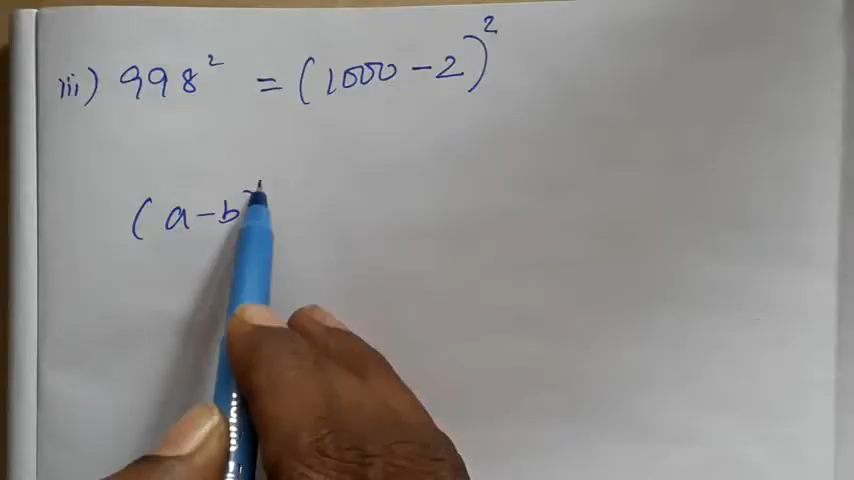 iii) 998² = (1000 - 2)²
(a - b